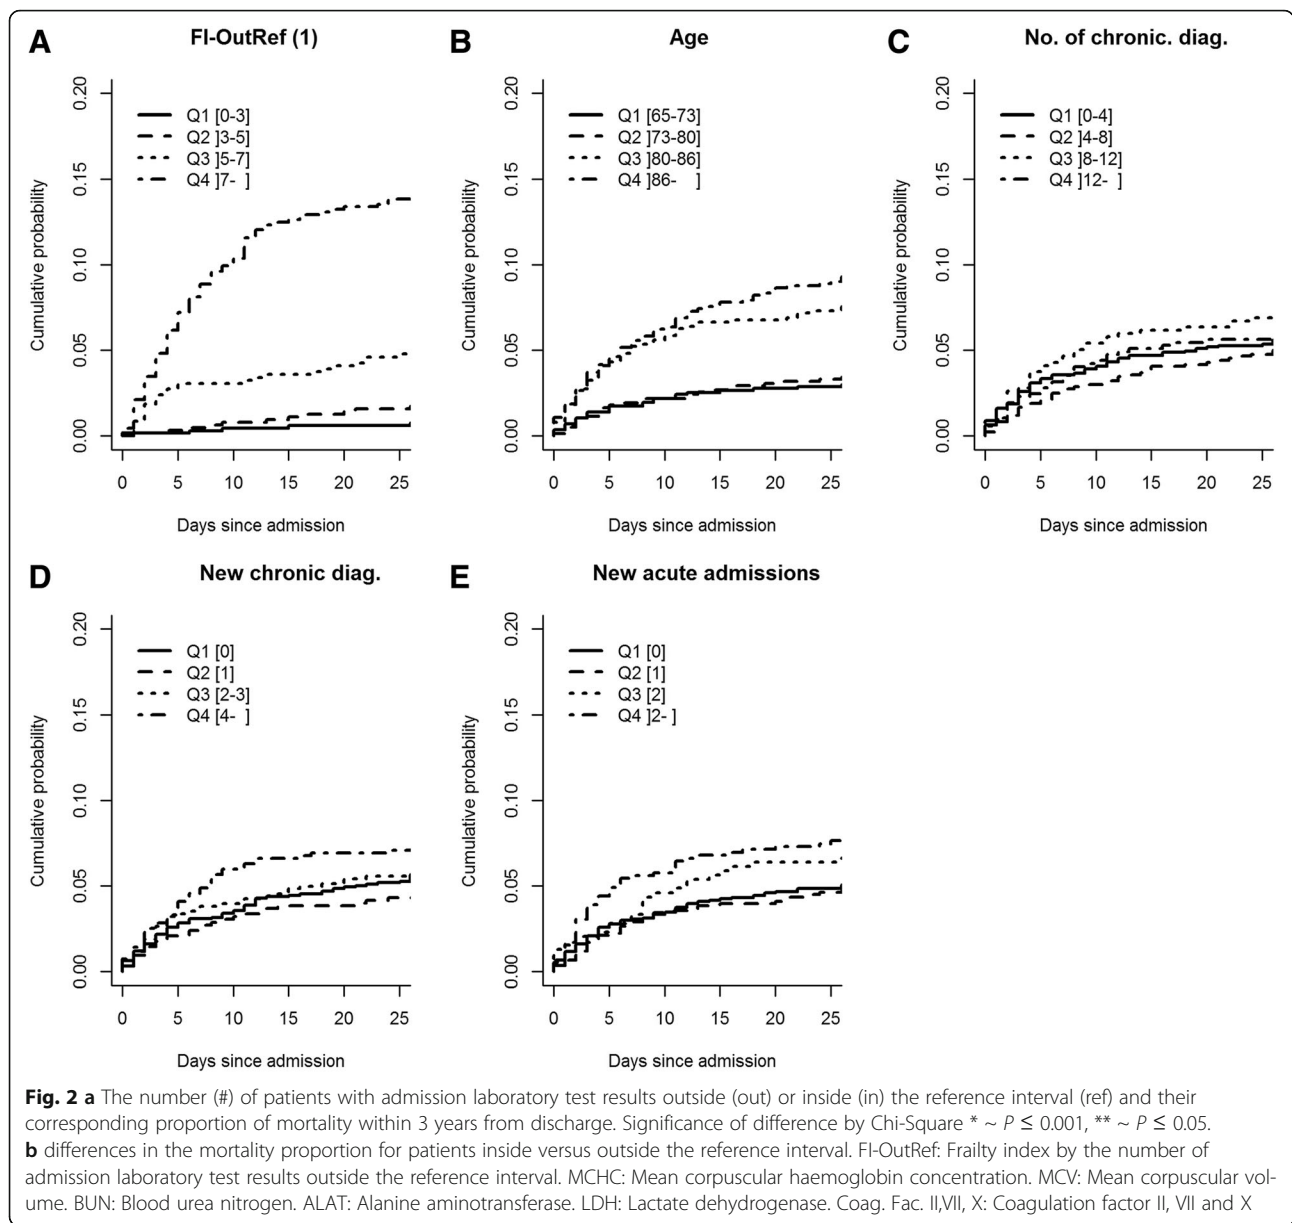 A FI-OutRef (1)
Q1 [0-3]
Q2 ]3-5]
Q3 ]5-7]
Q4 ]7-   ]
Cumulative probability
0.00 0.05 0.10 0.15 0.20
0 5 10 15 20 25
Days since admission
B Age
Q1 [65-73]
Q2 ]73-80]
Q3 ]80-86]
Q4 ]86-    ]
Cumulative probability
0.00 0.05 0.10 0.15 0.20
0 5 10 15 20 25
Days since admission
C No. of chronic. diag.
Q1 [0-4]
Q2 ]4-8]
Q3 ]8-12]
Q4 ]12-  ]
Cumulative probability
0.00 0.05 0.10 0.15 0.20
0 5 10 15 20 25
Days since admission
D New chronic diag.
Q1 [0]
Q2 [1]
Q3 [2-3]
Q4 [4-   ]
Cumulative probability
0.00 0.05 0.10 0.15 0.20
0 5 10 15 20 25
Days since admission
E New acute admissions
Q1 [0]
Q2 [1]
Q3 [2]
Q4 ]2- ]
Cumulative probability
0.00 0.05 0.10 0.15 0.20
0 5 10 15 20 25
Days since admission
Fig. 2 a The number (#) of patients with admission laboratory test results outside (out) or inside (in) the reference interval (ref) and their
corresponding proportion of mortality within 3 years from discharge. Significance of difference by Chi-Square * ~ P ≤ 0.001, ** ~ P ≤ 0.05.
b differences in the mortality proportion for patients inside versus outside the reference interval. FI-OutRef: Frailty index by the number of
admission laboratory test results outside the reference interval. MCHC: Mean corpuscular haemoglobin concentration. MCV: Mean corpuscular vol-
ume. BUN: Blood urea nitrogen. ALAT: Alanine aminotransferase. LDH: Lactate dehydrogenase. Coag. Fac. II,VII, X: Coagulation factor II, VII and X